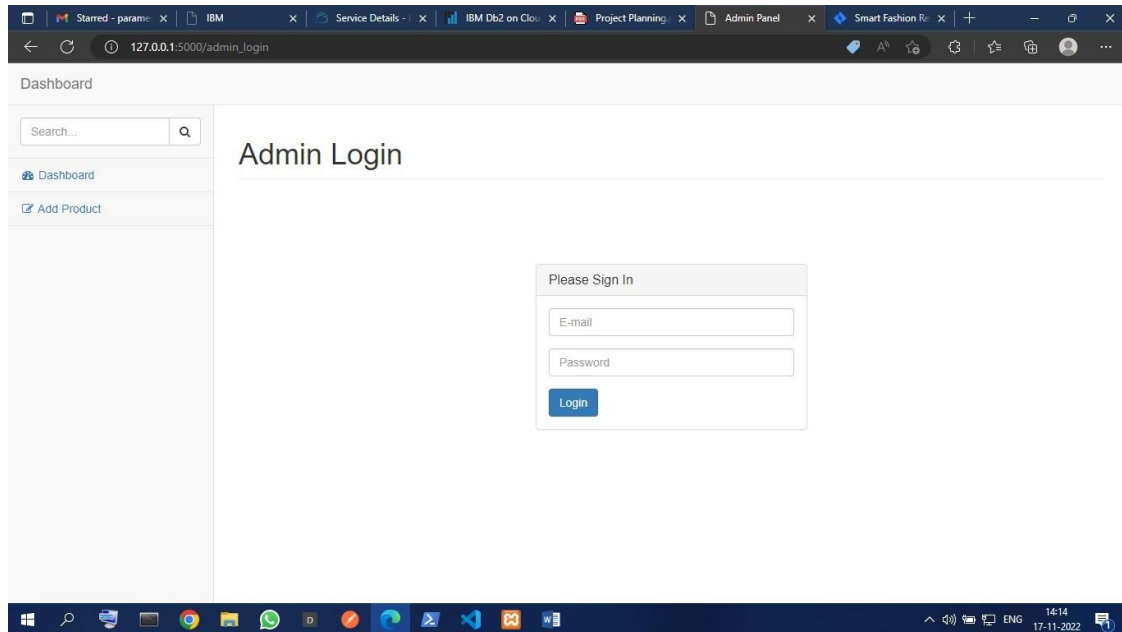 Starred - parame
IBM
Service Details - I
IBM Db2 on Clou
Project Planning.
Admin Panel
Smart Fashion Re
127.0.0.1:5000/admin_login
Dashboard
Search...
Dashboard
Add Product
Admin Login
Please Sign In
E-mail
Password
Login
ENG
14:14
17-11-2022